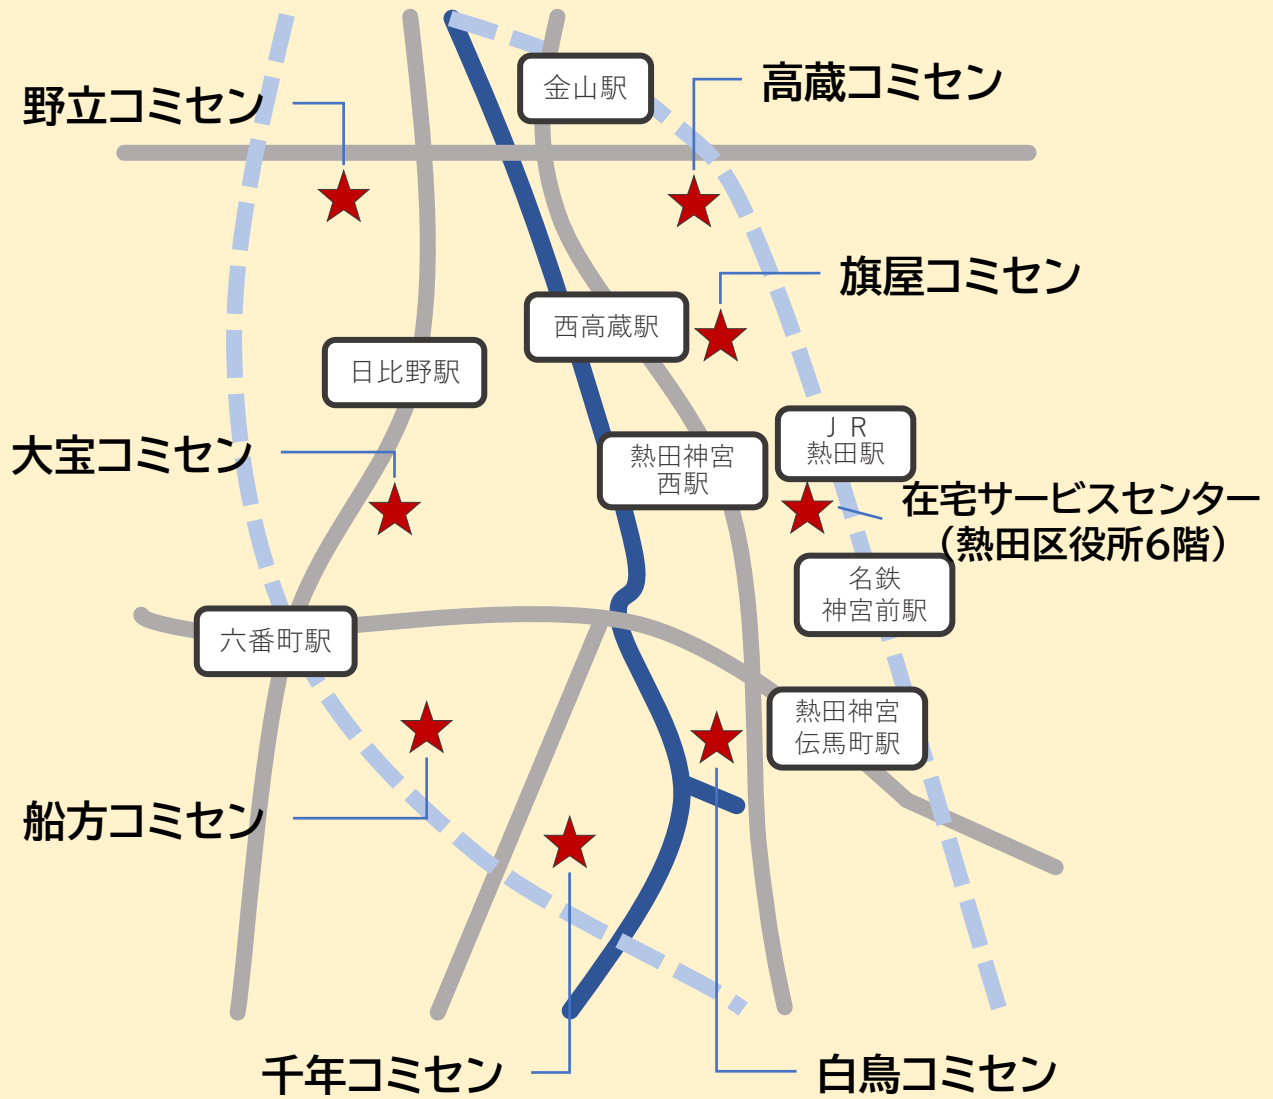 金山駅
高蔵コミセン
野立コミセン
旗屋コミセン
西高蔵駅
日比野駅
ＪＲ
熱田駅
大宝コミセン
熱田神宮
西駅
在宅サービスセンター
（熱田区役所6階）
名鉄
神宮前駅
六番町駅
熱田神宮
伝馬町駅
船方コミセン
千年コミセン
白鳥コミセン